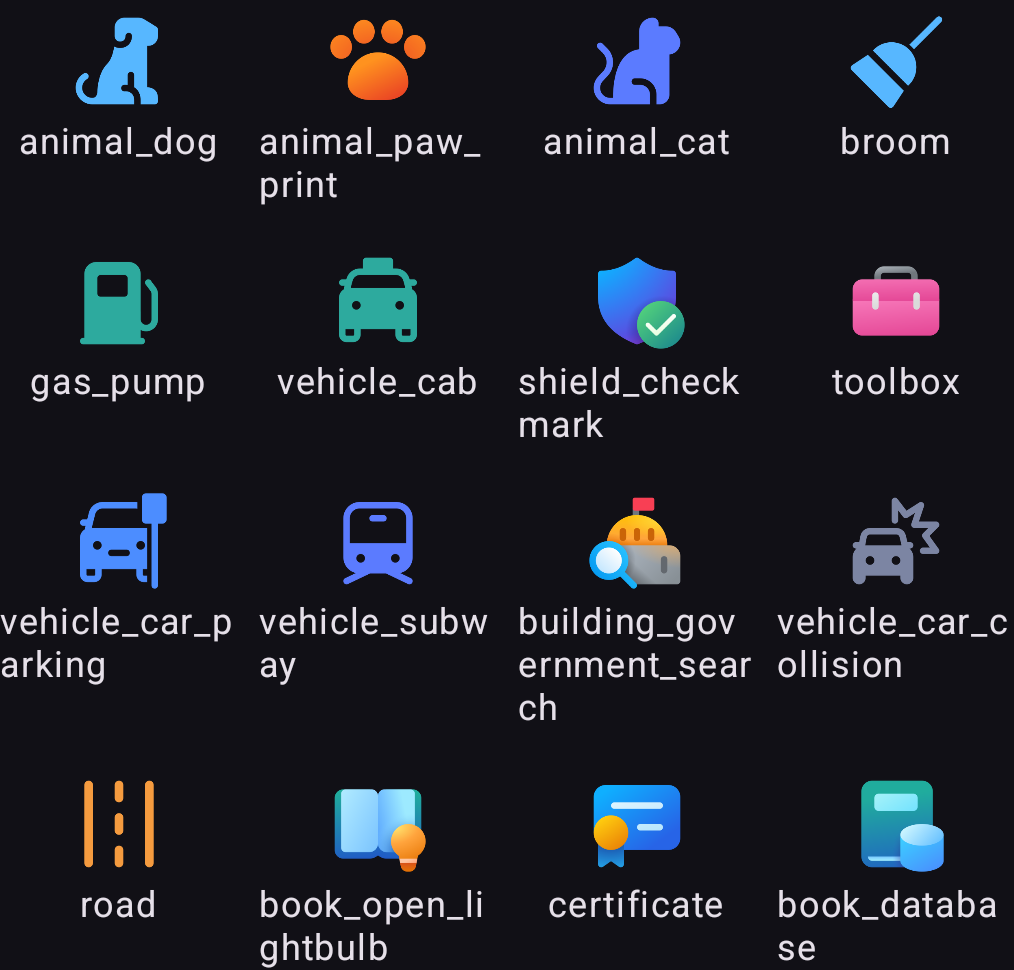 animal_dog
animal_paw_
print
animal_cat
broom
gas_pump
vehicle_cab
shield_check
mark
toolbox
vehicle_car_p
arking
vehicle_subw
ay
building_gov
ernment_sear
ch
vehicle_car_c
ollision
road
book_open_li
ghtbulb
certificate
book_databa
se